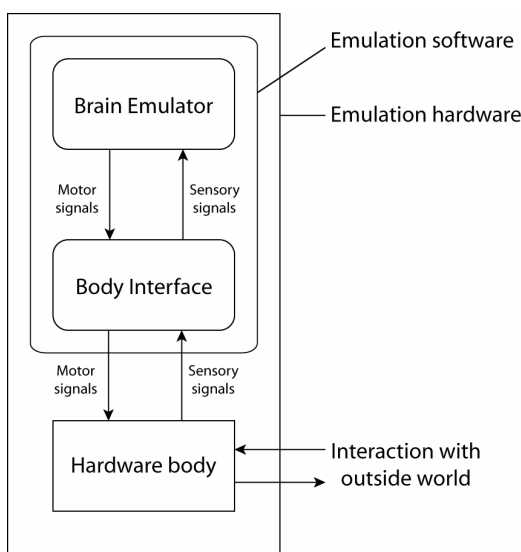 Emulation software
Brain Emulator
Emulation hardware
Motor
signals
Sensory
signals
Body Interface
Motor
signals
Sensory
signals
Hardware body
Interaction with
outside world